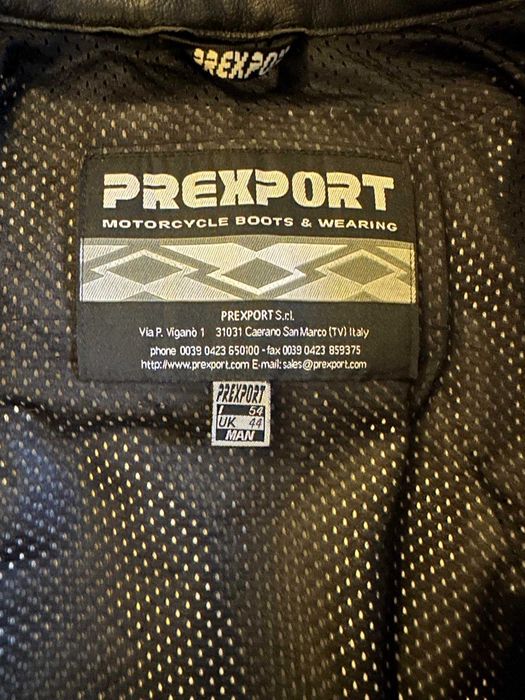 PREXPORT
PREXPORT
MOTORCYCLE BOOTS & WEARING
PREXPORT S.r.l.
Via P. Viganò 1 31031 Caerano San Marco (TV) Italy
phone 0039 0423 650100 - fax 0039 0423 859375
http://www.prexport.com E-mail: sales@prexport.com
PREXPORT
I 54
UK 44
MAN